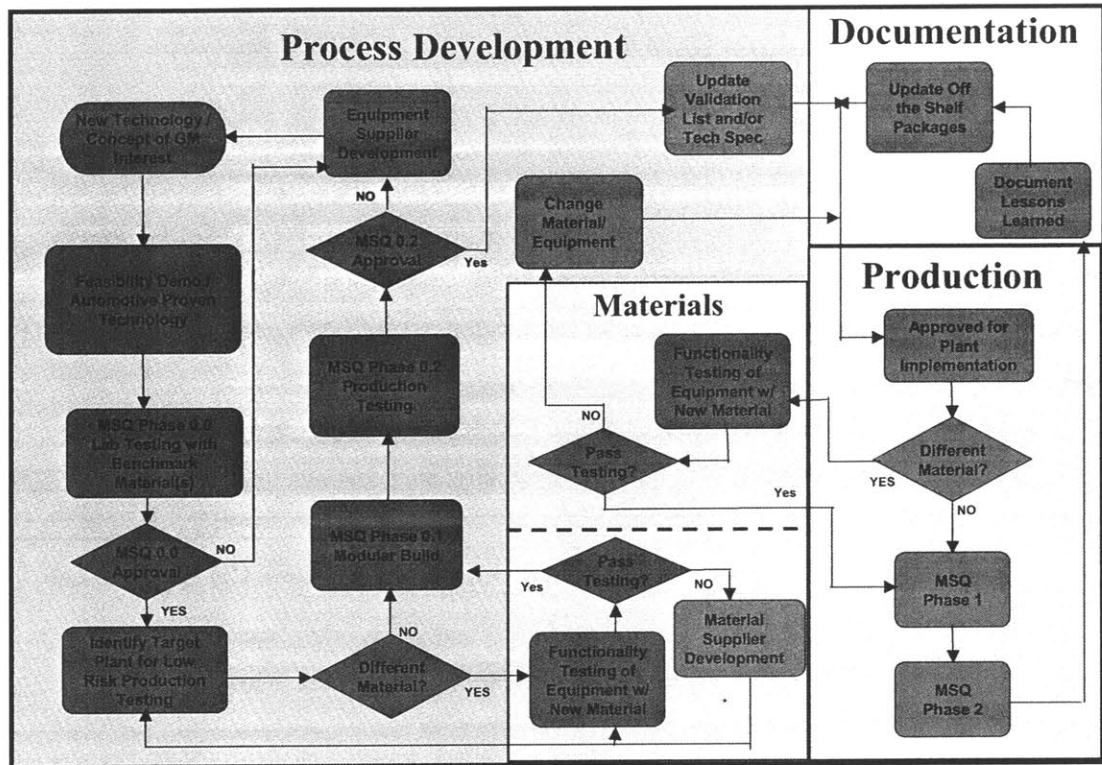 Process Development
New Technology /
Concept of GM
Interest
Equipment
Supplier
Development
Feasibility Demo /
Automotive Proven
Technology
NO
MSQ 0.2
Approval
Yes
MSQ Phase 0.0
Lab Testing with
Benchmark
Material(s)
MSQ Phase 0.2
Production
Testing
MSQ 0.0
Approval
NO
YES
MSQ Phase 0.1
Modular Build
Identify Target
Plant for Low
Risk Production
Testing
NO
Different
Material?
YES
Update
Validation
List and/or
Tech Spec
Change
Material/
Equipment
Materials
Functionality
Testing of
Equipment w/
New Material
NO
Pass
Testing?
Yes
Pass
Testing?
Yes
NO
Functionality
Testing of
Equipment w/
New Material
Material
Supplier
Development
Documentation
Update Off
the Shelf
Packages
Document
Lessons
Learned
Production
Approved for
Plant
Implementation
Different
Material?
YES
NO
MSQ
Phase 1
MSQ
Phase 2